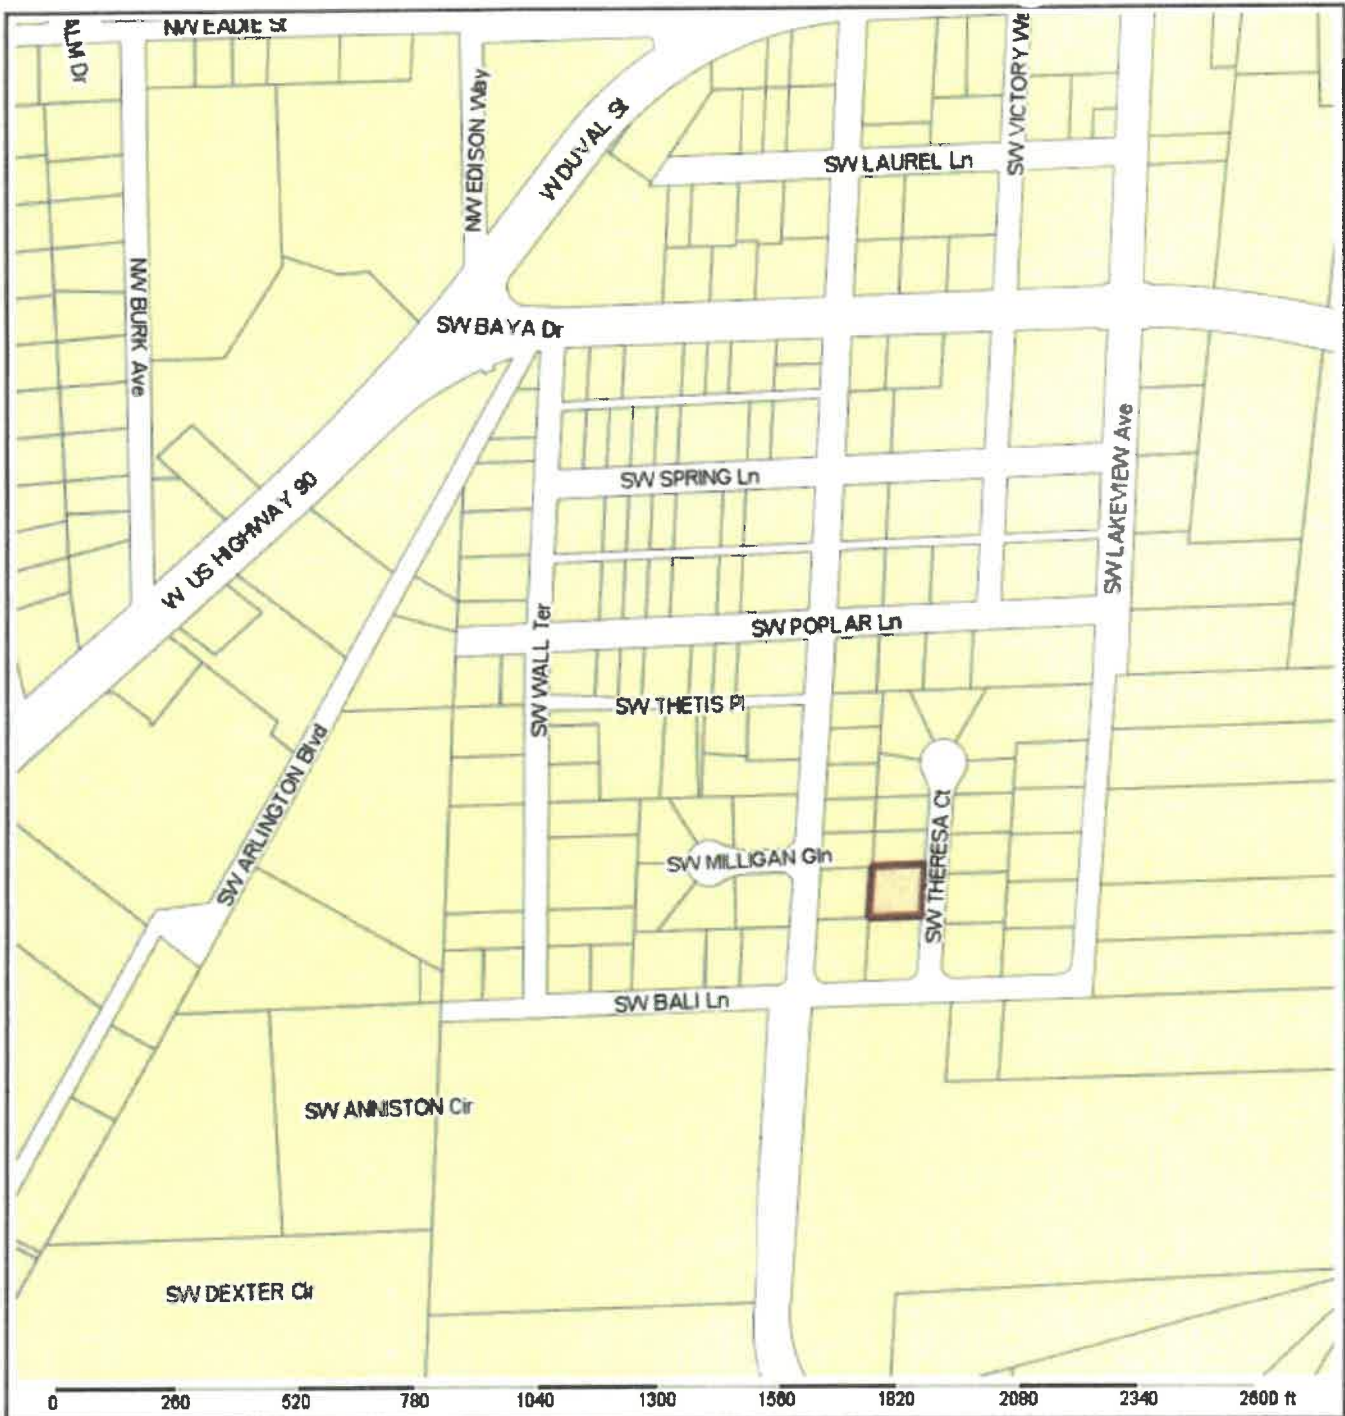 NW EADIE St
ALM Dr
NW EDISON Way
W DUVAL St
SW VICTORY Wa
SW LAUREL Ln
NW BURK Ave
SW BAYA Dr
SW LAKEVIEW Ave
SW SPRING Ln
W US HIGHWAY 90
SW WALL Ter
SW POPLAR Ln
SW THETIS Pl
SW ARLINGTON Blvd
SW THERESA Ct
SW MILLIGAN Gln
SW BALI Ln
SW ANNISTON Cir
SW DEXTER Cir
0 260 520 780 1040 1300 1560 1820 2080 2340 2600 ft